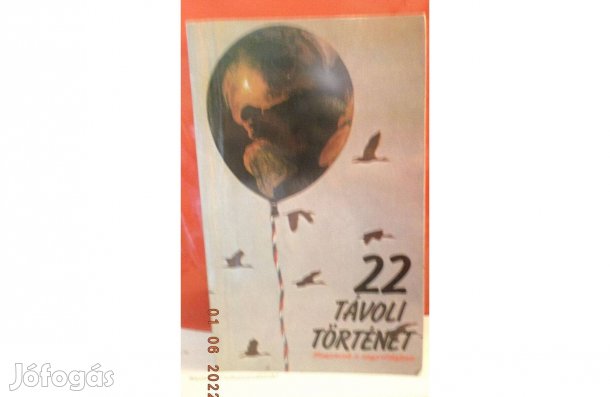 22
TÁVOLI
TÖRTÉNET
01 06 2022
Jófogás